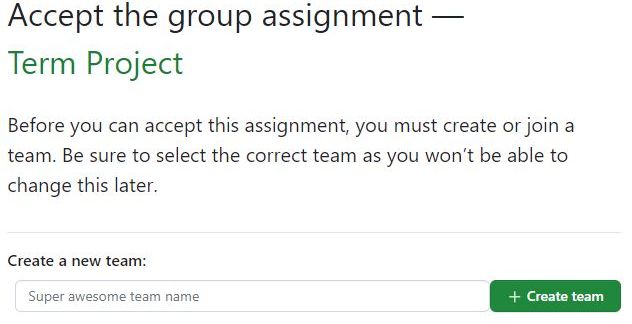 Accept the group assignment —
Term Project
Before you can accept this assignment, you must create or join a
team. Be sure to select the correct team as you won’t be able to
change this later.
Create a new team:
Super awesome team name
+ Create team